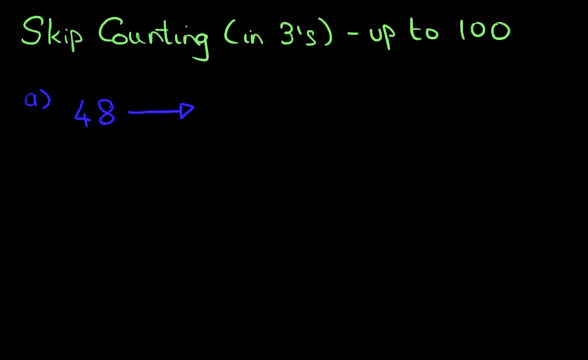 Skip Counting (in 3's) - up to 100
a) 48 →